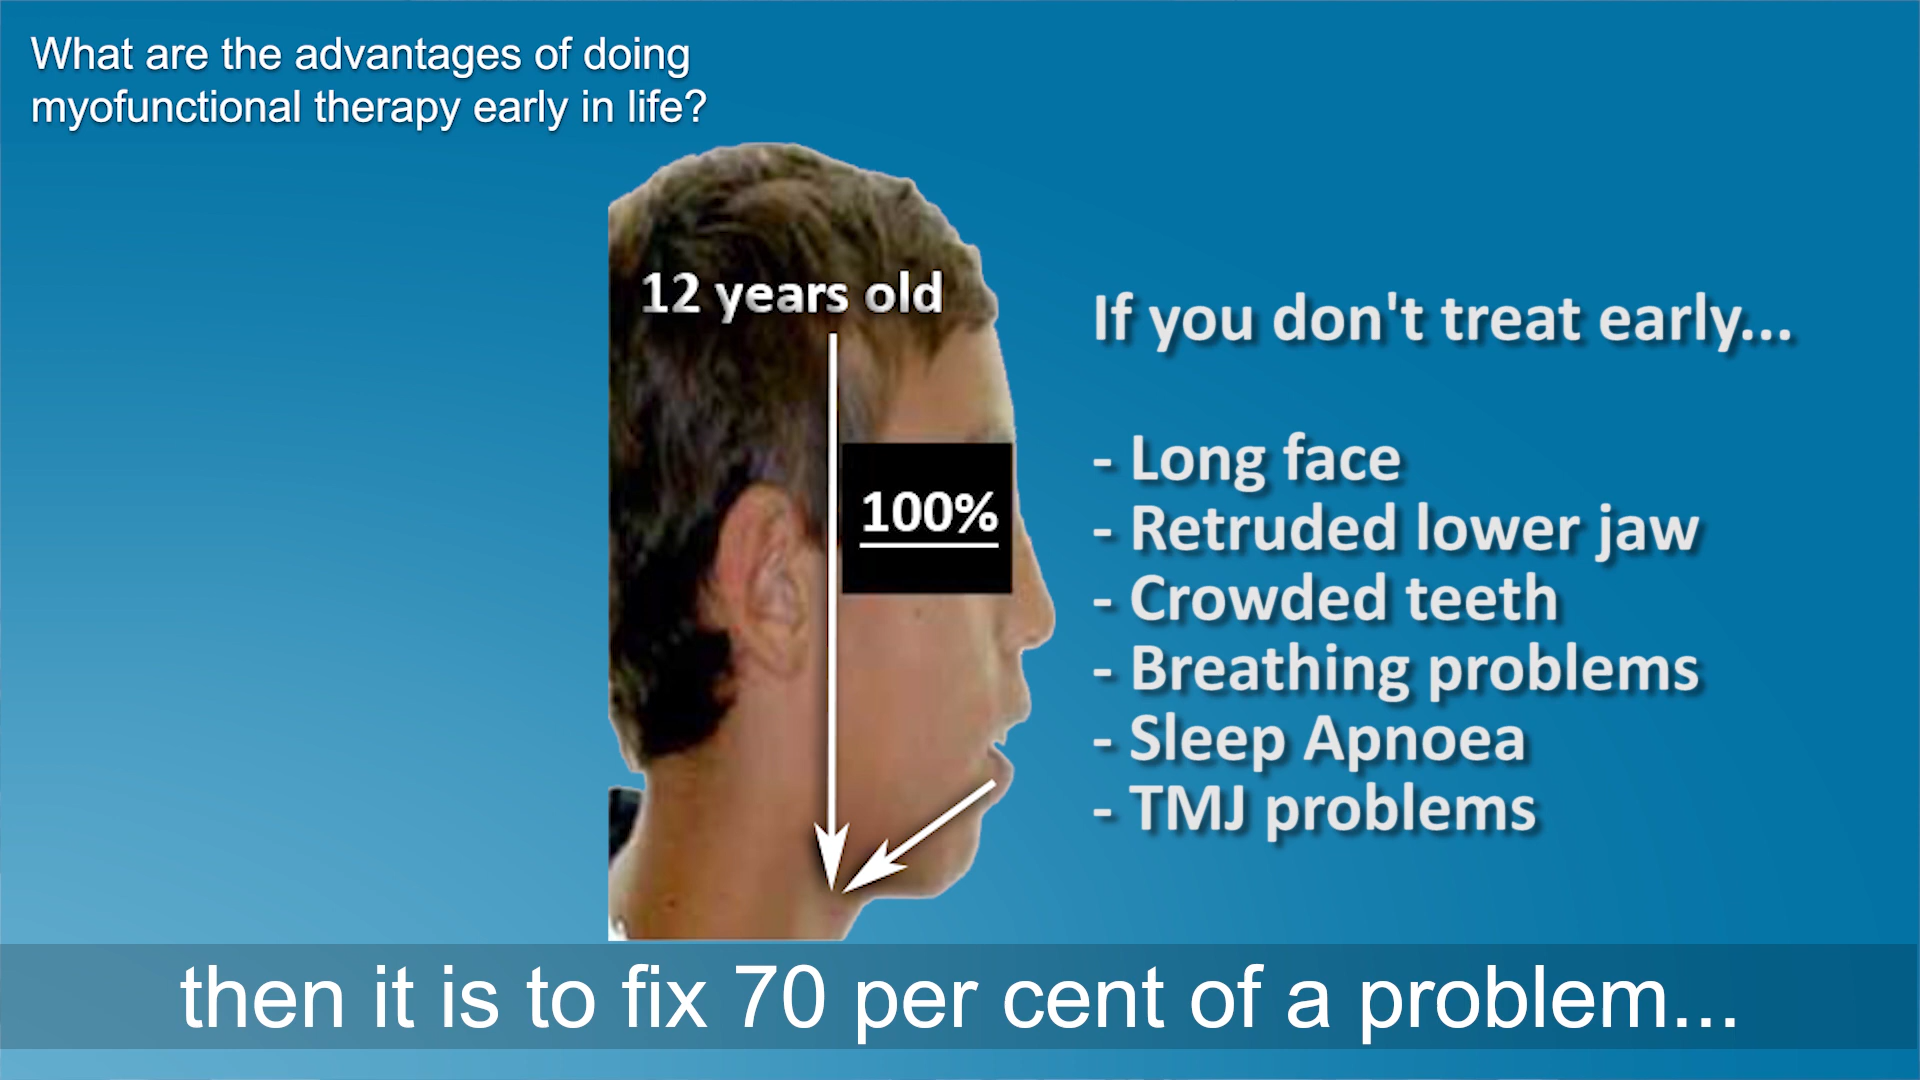 What are the advantages of doing
myofunctional therapy early in life?
12 years old
100%
If you don't treat early...
- Long face
- Retruded lower jaw
- Crowded teeth
- Breathing problems
- Sleep Apnoea
- TMJ problems
then it is to fix 70 per cent of a problem...